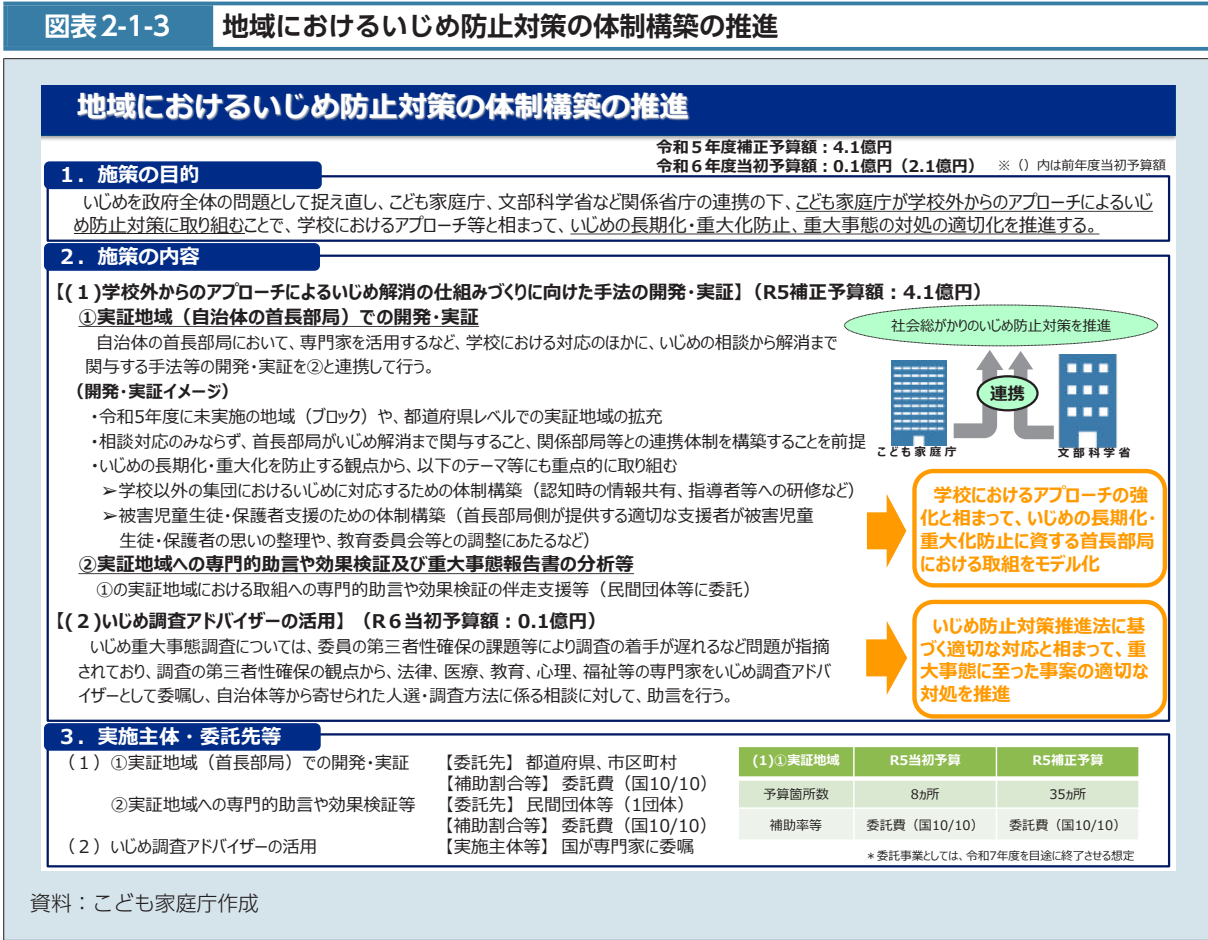 図表2-1-3 地域におけるいじめ防止対策の体制構築の推進
地域におけるいじめ防止対策の体制構築の推進
令和5年度補正予算額：4.1億円
令和6年度当初予算額：0.1億円（2.1億円） ※（）内は前年度当初予算額
1．施策の目的
いじめを政府全体の問題として捉え直し、こども家庭庁、文部科学省など関係省庁の連携の下、こども家庭庁が学校外からのアプローチによるいじ
め防止対策に取り組むことで、学校におけるアプローチ等と相まって、いじめの長期化・重大化防止、重大事態の対処の適切化を推進する。
2．施策の内容
【(1)学校外からのアプローチによるいじめ解消の仕組みづくりに向けた手法の開発・実証】（R5補正予算額：4.1億円）
①実証地域（自治体の首長部局）での開発・実証
自治体の首長部局において、専門家を活用するなど、学校における対応のほかに、いじめの相談から解消まで
関与する手法等の開発・実証を②と連携して行う。
（開発・実証イメージ）
・令和5年度に未実施の地域（ブロック）や、都道府県レベルでの実証地域の拡充
・相談対応のみならず、首長部局がいじめ解消まで関与すること、関係部局等との連携体制を構築することを前提
・いじめの長期化・重大化を防止する観点から、以下のテーマ等にも重点的に取り組む
➢学校以外の集団におけるいじめに対応するための体制構築（認知時の情報共有、指導者等への研修など）
➢被害児童生徒・保護者支援のための体制構築（首長部局側が提供する適切な支援者が被害児童
生徒・保護者の思いの整理や、教育委員会等との調整にあたるなど）
②実証地域への専門的助言や効果検証及び重大事態報告書の分析等
①の実証地域における取組への専門的助言や効果検証の伴走支援等（民間団体等に委託）
社会総がかりのいじめ防止対策を推進
連携
こども家庭庁
文部科学省
学校におけるアプローチの強
化と相まって、いじめの長期化・
重大化防止に資する首長部局
における取組をモデル化
【(2)いじめ調査アドバイザーの活用】（R6当初予算額：0.1億円）
いじめ重大事態調査については、委員の第三者性確保の課題等により調査の着手が遅れるなど問題が指摘
されており、調査の第三者性確保の観点から、法律、医療、教育、心理、福祉等の専門家をいじめ調査アドバ
イザーとして委嘱し、自治体等から寄せられた人選・調査方法に係る相談に対して、助言を行う。
いじめ防止対策推進法に基
づく適切な対応と相まって、重
大事態に至った事案の適切な
対処を推進
3．実施主体・委託先等
（1）①実証地域（首長部局）での開発・実証 【委託先】都道府県、市区町村
【補助割合等】委託費（国10/10）
②実証地域への専門的助言や効果検証等 【委託先】民間団体等（1団体）
【補助割合等】委託費（国10/10）
（2）いじめ調査アドバイザーの活用 【実施主体等】国が専門家に委嘱
(1)①実証地域 R5当初予算 R5補正予算
予算箇所数 8カ所 35カ所
補助率等 委託費（国10/10） 委託費（国10/10）
＊委託事業としては、令和7年度を目途に終了させる想定
資料：こども家庭庁作成